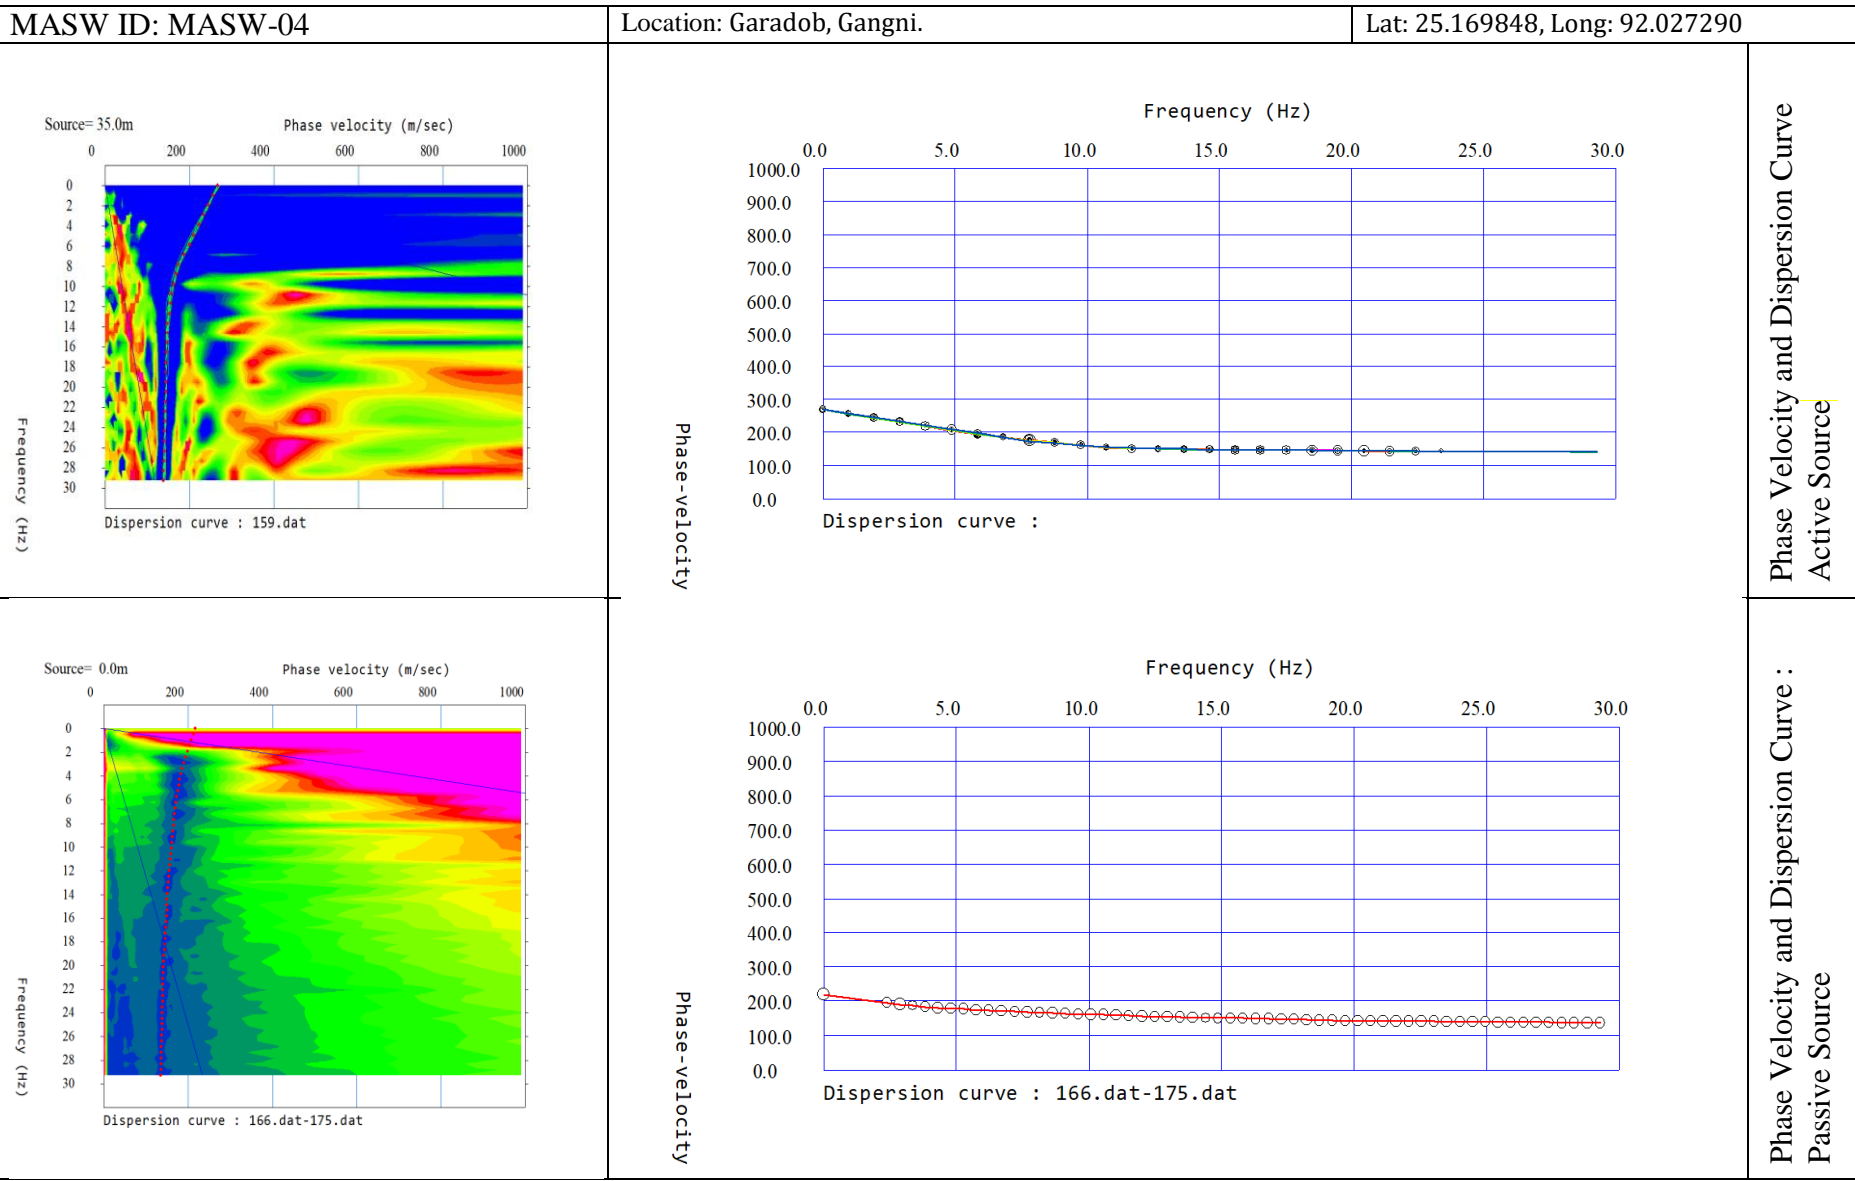 MASW ID: MASW-04
Location: Garadob, Gangni.
Lat: 25.169848, Long: 92.027290
Source= 35.0m
Phase velocity (m/sec)
0 200 400 600 800 1000
0
2
4
6
8
10
12
14
16
18
20
22
24
26
28
30
Frequency (Hz)
Dispersion curve : 159.dat
Frequency (Hz)
0.0 5.0 10.0 15.0 20.0 25.0 30.0
1000.0
900.0
800.0
700.0
600.0
500.0
400.0
300.0
200.0
100.0
0.0
Phase-velocity
Dispersion curve :
Phase Velocity and Dispersion Curve
Active Source
Source= 0.0m
Phase velocity (m/sec)
0 200 400 600 800 1000
0
2
4
6
8
10
12
14
16
18
20
22
24
26
28
30
Frequency (Hz)
Dispersion curve : 166.dat-175.dat
Frequency (Hz)
0.0 5.0 10.0 15.0 20.0 25.0 30.0
1000.0
900.0
800.0
700.0
600.0
500.0
400.0
300.0
200.0
100.0
0.0
Phase-velocity
Dispersion curve : 166.dat-175.dat
Phase Velocity and Dispersion Curve :
Passive Source